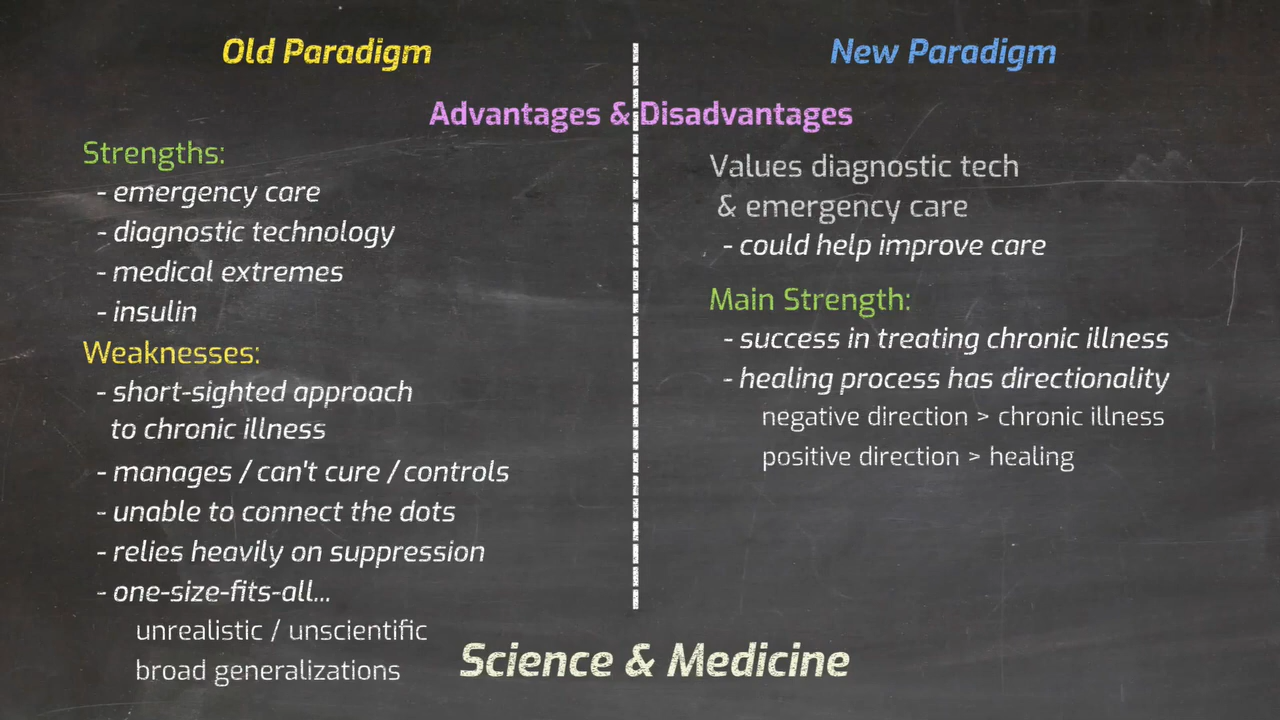 Old Paradigm
New Paradigm
Advantages & Disadvantages
Strengths:
- emergency care
- diagnostic technology
- medical extremes
- insulin
Weaknesses:
- short-sighted approach
to chronic illness
- manages / can't cure / controls
- unable to connect the dots
- relies heavily on suppression
- one-size-fits-all...
unrealistic / unscientific
broad generalizations
Values diagnostic tech
& emergency care
- could help improve care
Main Strength:
- success in treating chronic illness
- healing process has directionality
negative direction > chronic illness
positive direction > healing
Science & Medicine